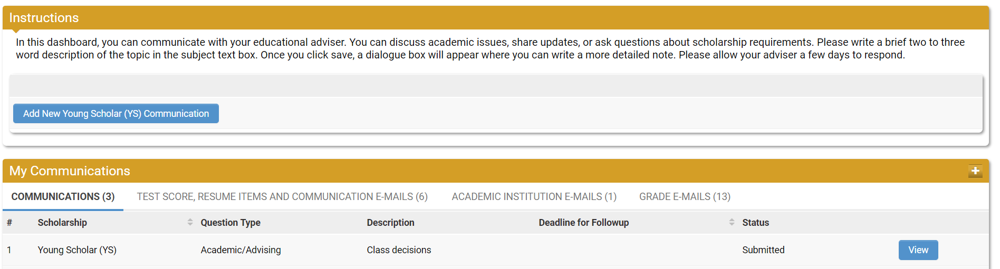 Instructions
In this dashboard, you can communicate with your educational adviser. You can discuss academic issues, share updates, or ask questions about scholarship requirements. Please write a brief two to three
word description of the topic in the subject text box. Once you click save, a dialogue box will appear where you can write a more detailed note. Please allow your adviser a few days to respond.
Add New Young Scholar (YS) Communication
My Communications
COMMUNICATIONS (3) TEST SCORE, RESUME ITEMS AND COMMUNICATION E-MAILS (6) ACADEMIC INSTITUTION E-MAILS (1) GRADE E-MAILS (13)
# Scholarship Question Type Description Deadline for Followup Status
1 Young Scholar (YS) Academic/Advising Class decisions Submitted View